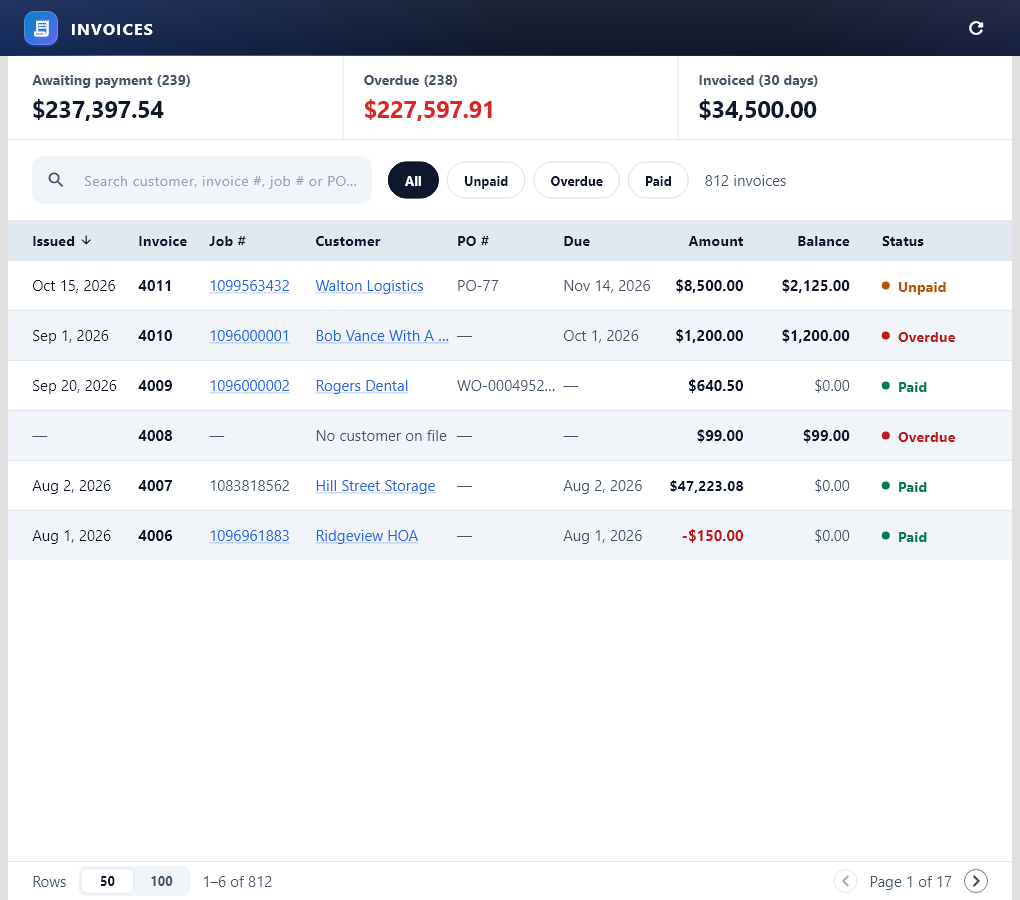 INVOICES
Awaiting payment (239) Overdue (238) Invoiced (30 days)
$237,397.54 $227,597.91 $34,500.00
Search customer, invoice #, job # or PO... All Unpaid Overdue Paid 812 invoices
Issued ↓ Invoice Job # Customer PO # Due Amount Balance Status
Oct 15, 2026 4011 1099563432 Walton Logistics PO-77 Nov 14, 2026 $8,500.00 $2,125.00 Unpaid
Sep 1, 2026 4010 1096000001 Bob Vance With A ... — Oct 1, 2026 $1,200.00 $1,200.00 Overdue
Sep 20, 2026 4009 1096000002 Rogers Dental WO-0004952... — $640.50 $0.00 Paid
— 4008 — No customer on file — — $99.00 $99.00 Overdue
Aug 2, 2026 4007 1083818562 Hill Street Storage — Aug 2, 2026 $47,223.08 $0.00 Paid
Aug 1, 2026 4006 1096961883 Ridgeview HOA — Aug 1, 2026 -$150.00 $0.00 Paid
Rows 50 100 1–6 of 812 Page 1 of 17